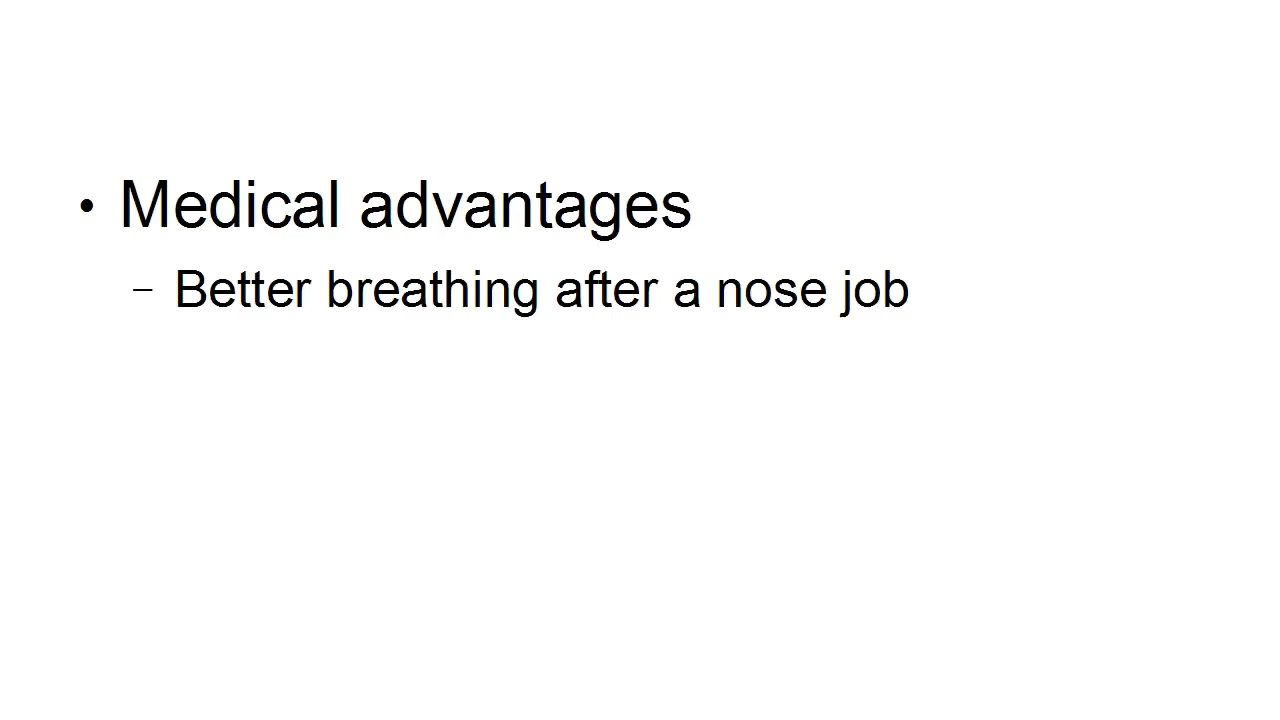 • Medical advantages
– Better breathing after a nose job